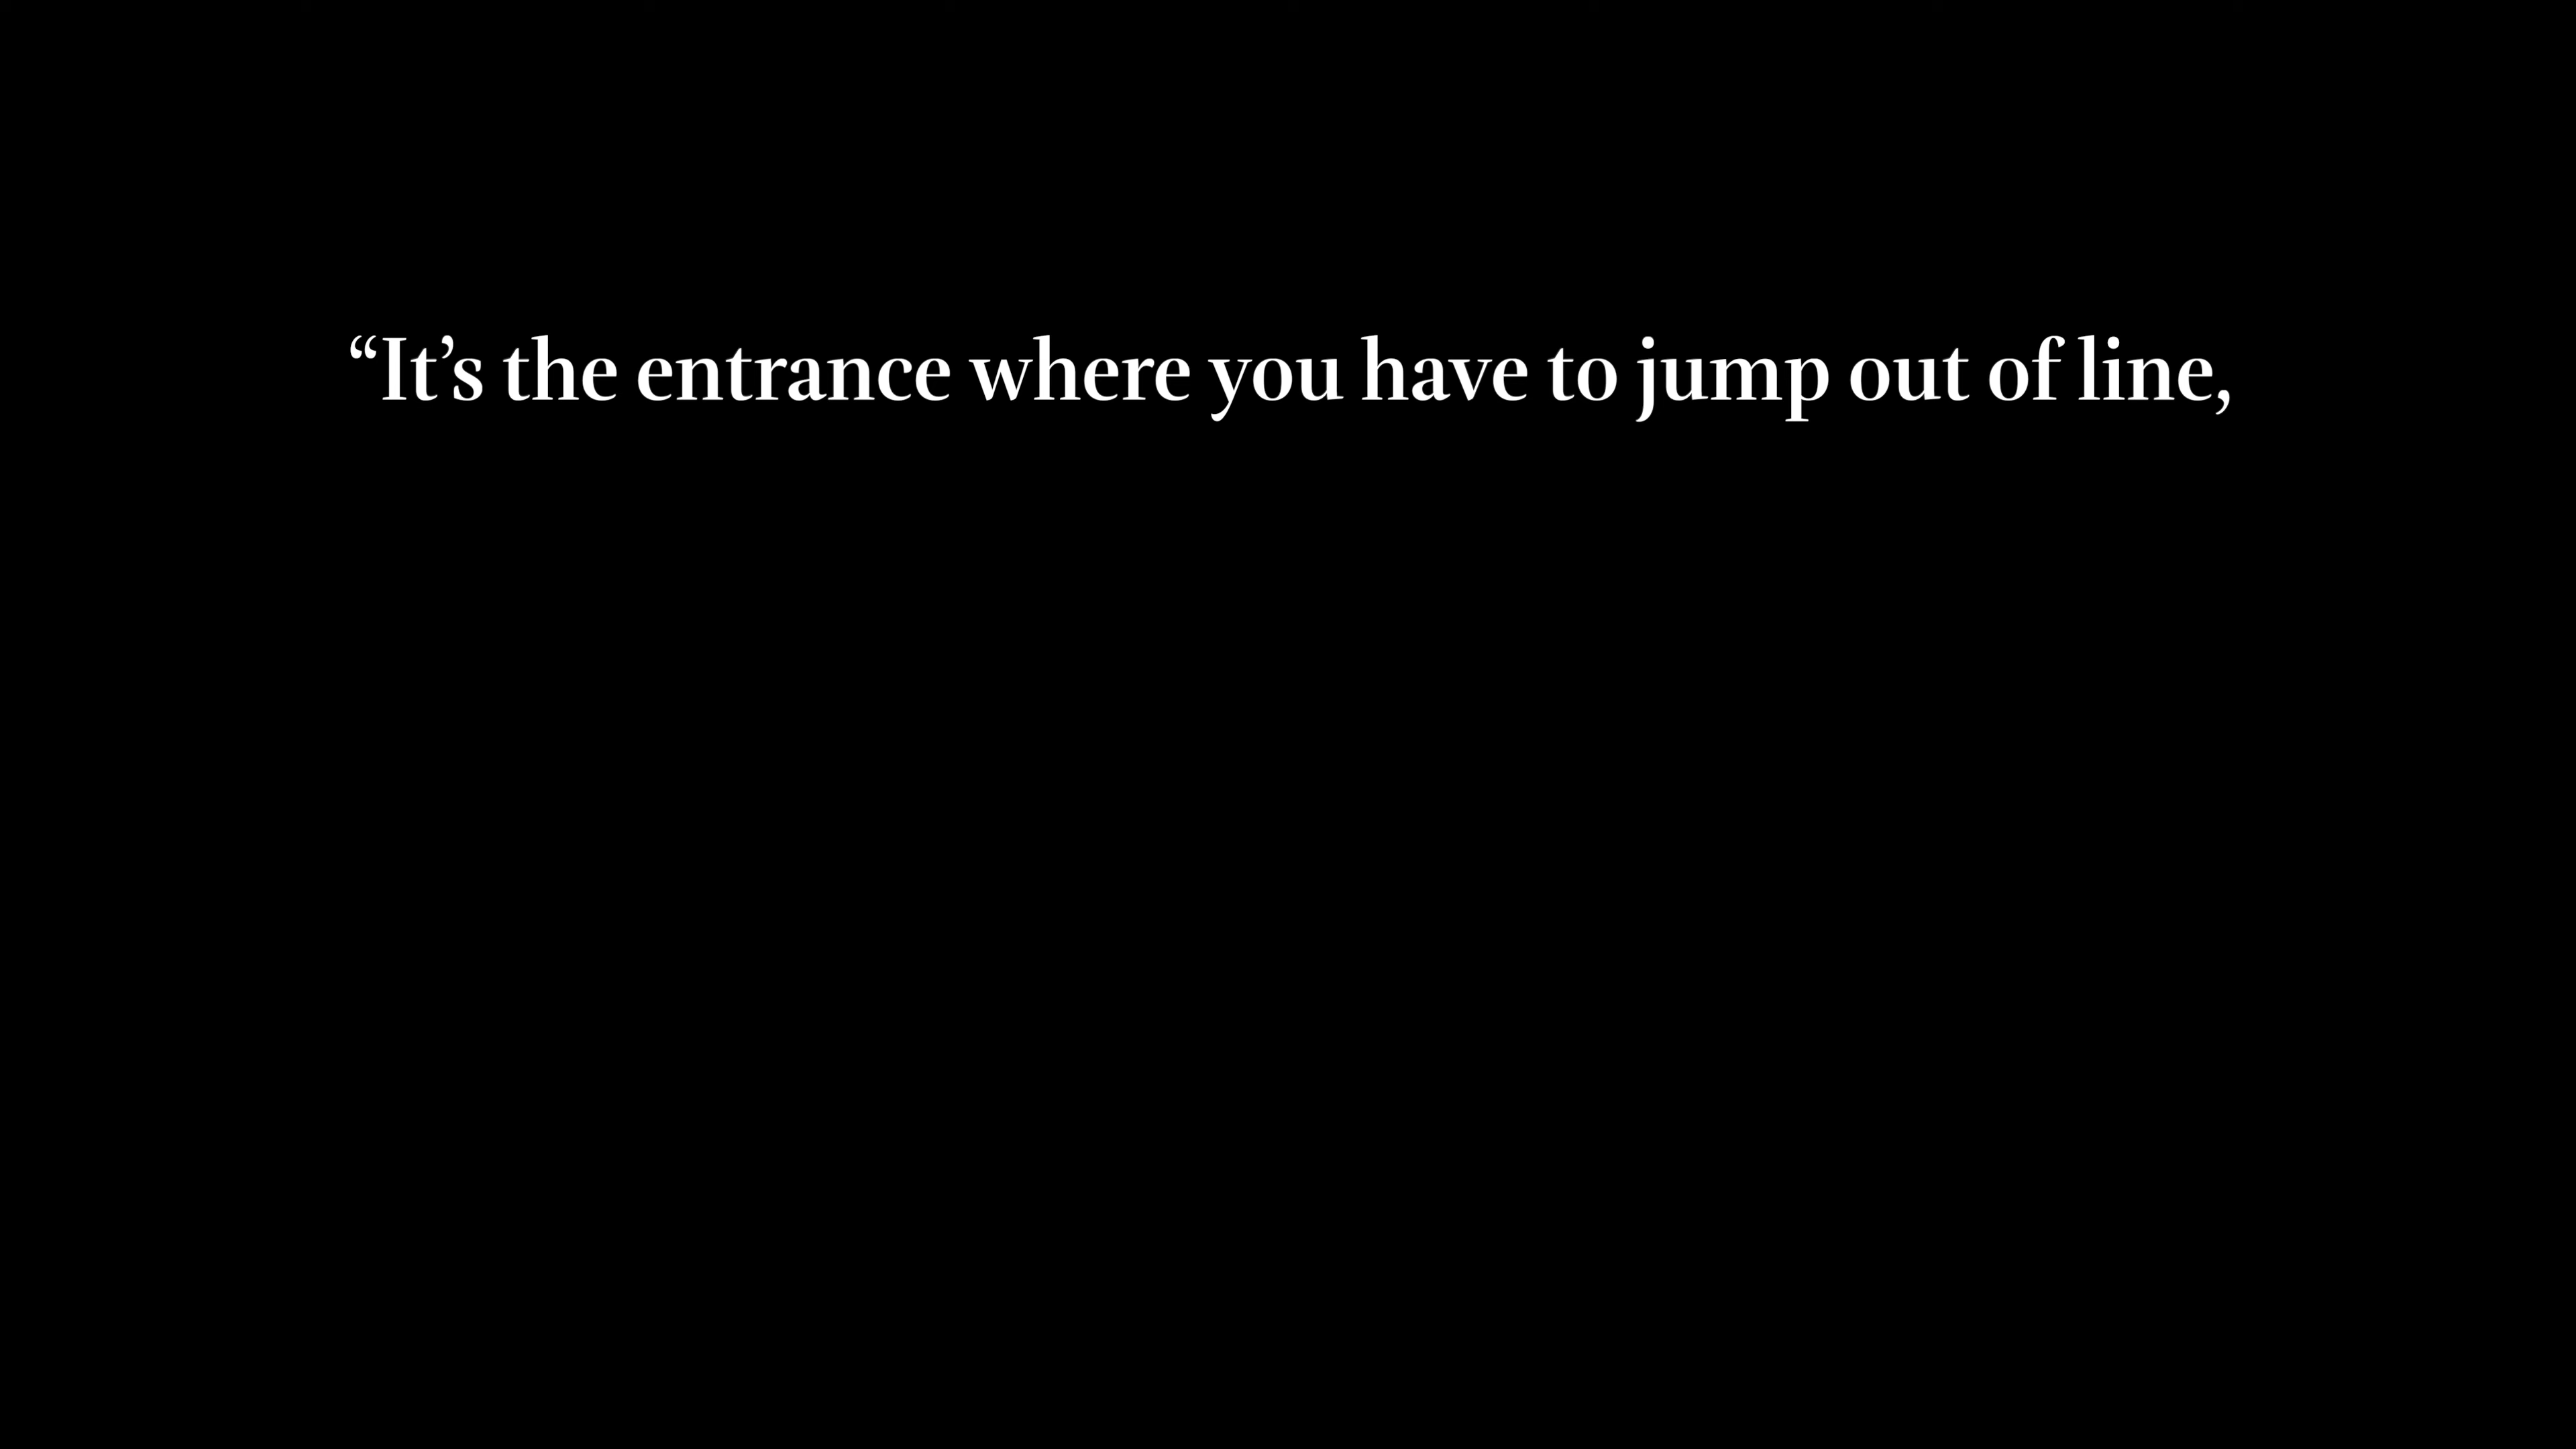 “It’s the entrance where you have to jump out of line,